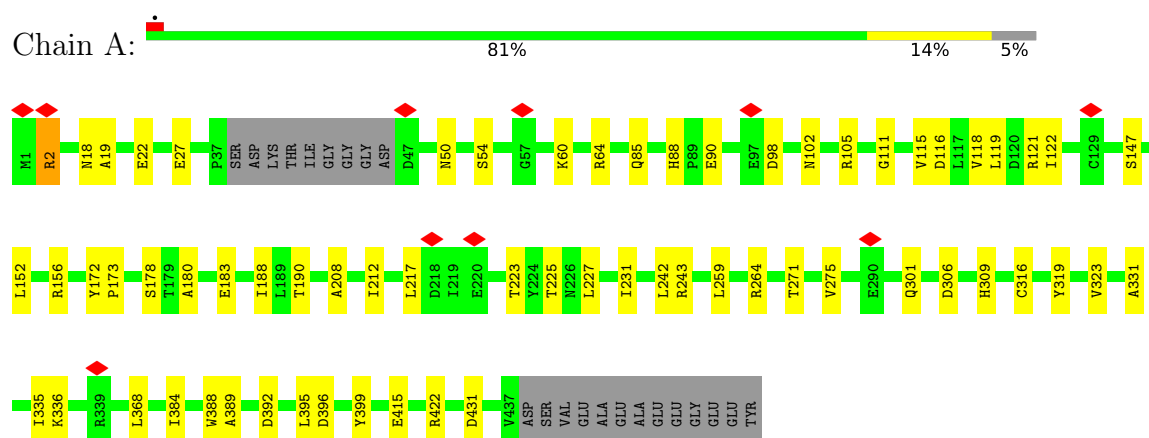 Chain A:
81% 14% 5%
M1 R2 N18 A19 E22 E27 P37 SER ASP LYS THR ILE GLY GLY GLY ASP D47 N50 S54 G57 K60 R64 Q85 H88 P89 E90 E97 D98 N102 R105 G111 V115 D116 L117 V118 L119 D120 R121 I122 C129 S147
L152 R156 Y172 P173 S178 T179 A180 E183 I188 L189 T190 A208 I212 L217 D218 I219 E220 T223 Y224 T225 N226 L227 I231 L242 R243 L259 R264 T271 V275 E290 Q301 D306 H309 C316 Y319 V323 A331
I335 K336 R339 L368 I384 W388 A389 D392 L395 D396 Y399 E415 R422 D431 V437 ASP SER VAL GLU ALA GLU ALA GLU GLU GLY GLU GLU TYR